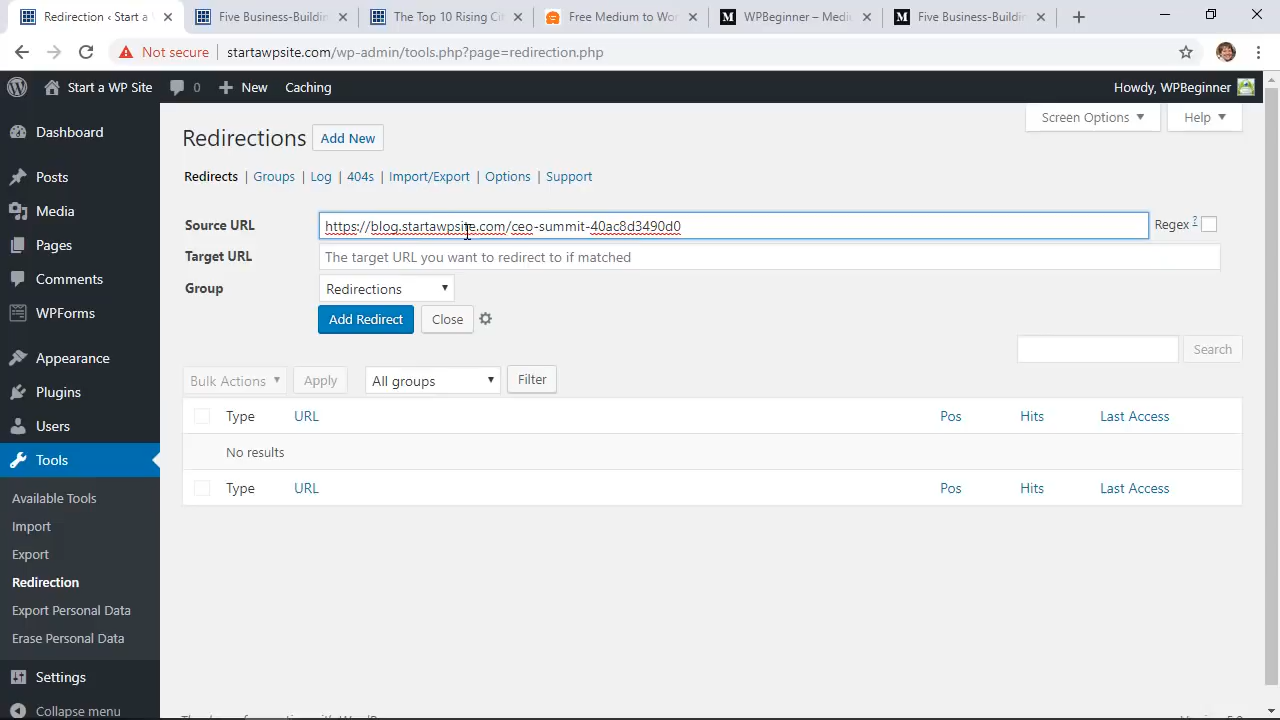 Redirection ‹ Start a W
Five Business-Building
The Top 10 Rising Ci
Free Medium to Wo
WPBeginner – Medi
Five Business-Buildin
Not secure
startawpsite.com/wp-admin/tools.php?page=redirection.php
Start a WP Site
0
New
Caching
Howdy, WPBeginner
Dashboard
Posts
Media
Pages
Comments
WPForms
Appearance
Plugins
Users
Tools
Available Tools
Import
Export
Redirection
Export Personal Data
Erase Personal Data
Settings
Collapse menu
Screen Options
Help
Redirections
Add New
Redirects | Groups | Log | 404s | Import/Export | Options | Support
Source URL
https://blog.startawpsite.com/ceo-summit-40ac8d3490d0
Regex ?
Target URL
The target URL you want to redirect to if matched
Group
Redirections
Add Redirect
Close
Search
Bulk Actions
Apply
All groups
Filter
Type URL Pos Hits Last Access
No results
Type URL Pos Hits Last Access